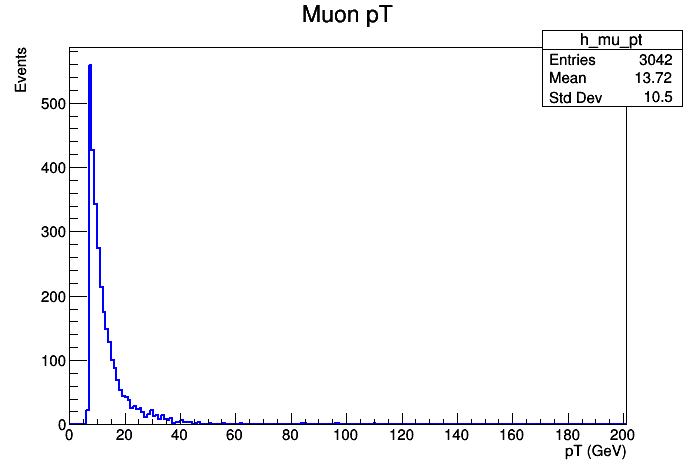 Muon pT
h_mu_pt
Entries 3042
Mean 13.72
Std Dev 10.5
Events
500
400
300
200
100
0
0 20 40 60 80 100 120 140 160 180 200
pT (GeV)